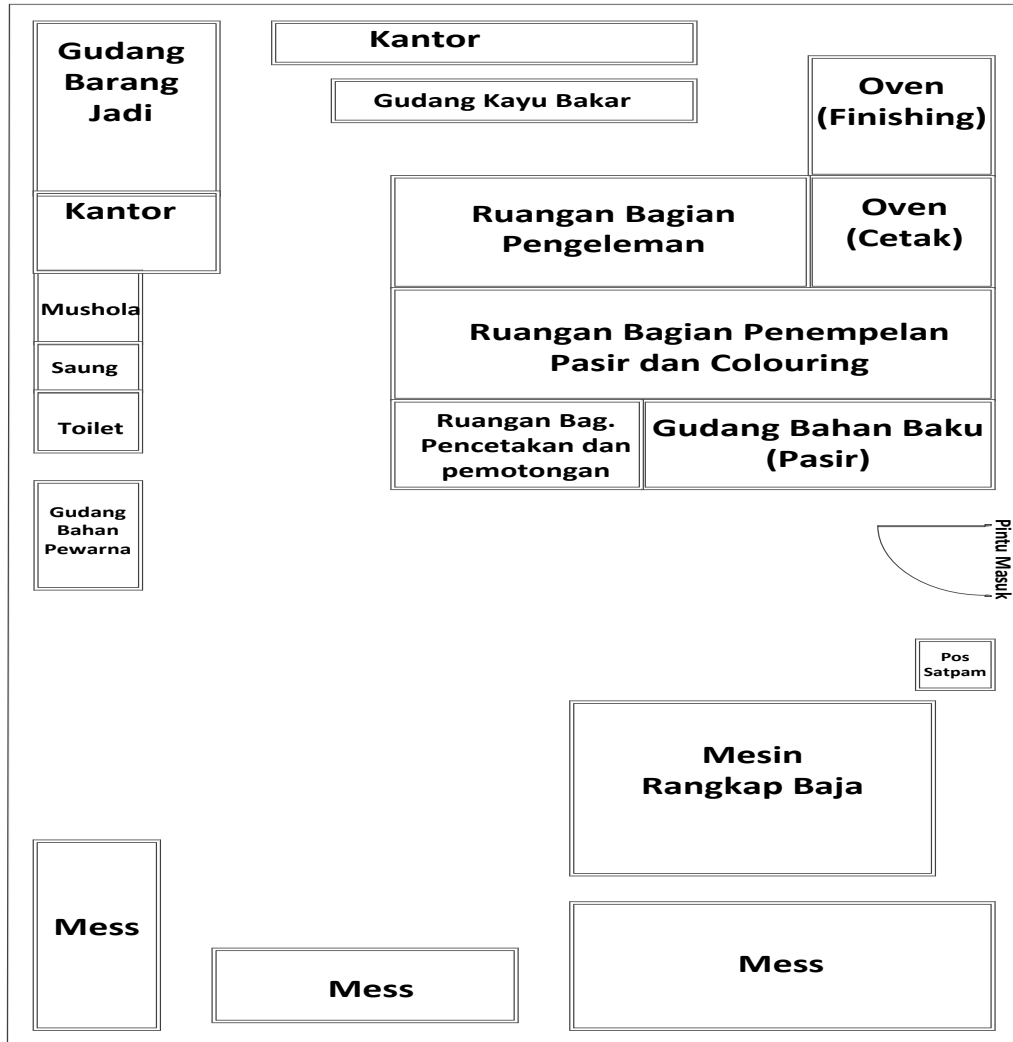 Gudang
Barang
Jadi
Kantor
Gudang Kayu Bakar
Oven
(Finishing)
Kantor
Ruangan Bagian
Pengeleman
Oven
(Cetak)
Mushola
Ruangan Bagian Penempelan
Pasir dan Colouring
Saung
Toilet
Ruangan Bag.
Pencetakan dan
pemotongan
Gudang Bahan Baku
(Pasir)
Gudang
Bahan
Pewarna
Pintu Masuk
Pos
Satpam
Mesin
Rangkap Baja
Mess
Mess
Mess